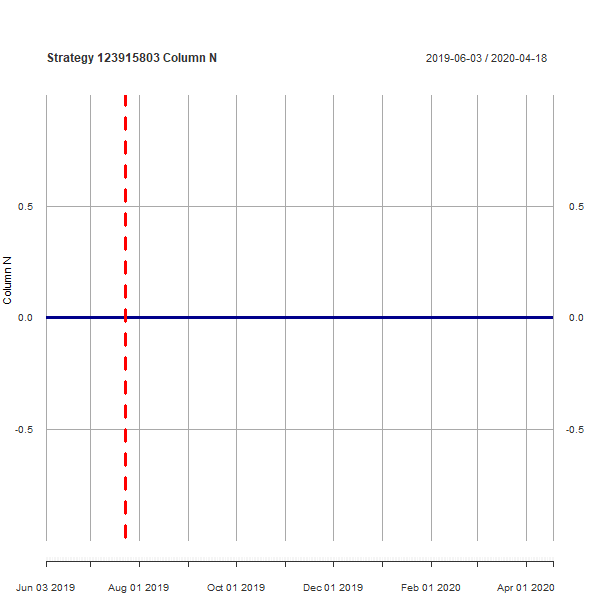 Strategy 123915803 Column N
2019-06-03 / 2020-04-18
0.5
0.5
Column N
0.0
0.0
-0.5
-0.5
Jun 03 2019
Aug 01 2019
Oct 01 2019
Dec 01 2019
Feb 01 2020
Apr 01 2020